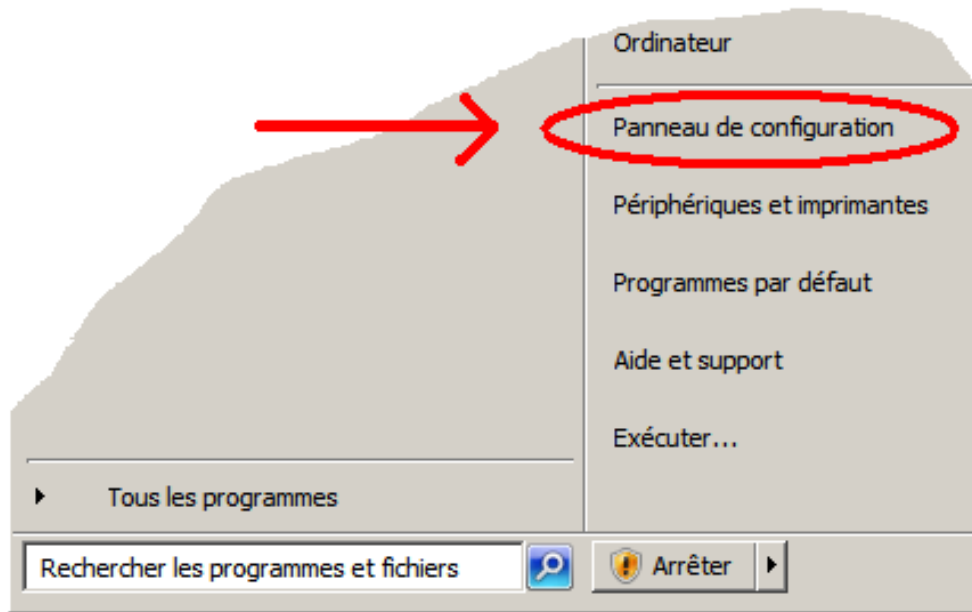 Ordinateur
Panneau de configuration
Périphériques et imprimantes
Programmes par défaut
Aide et support
Exécuter...
Tous les programmes
Rechercher les programmes et fichiers
Arrêter